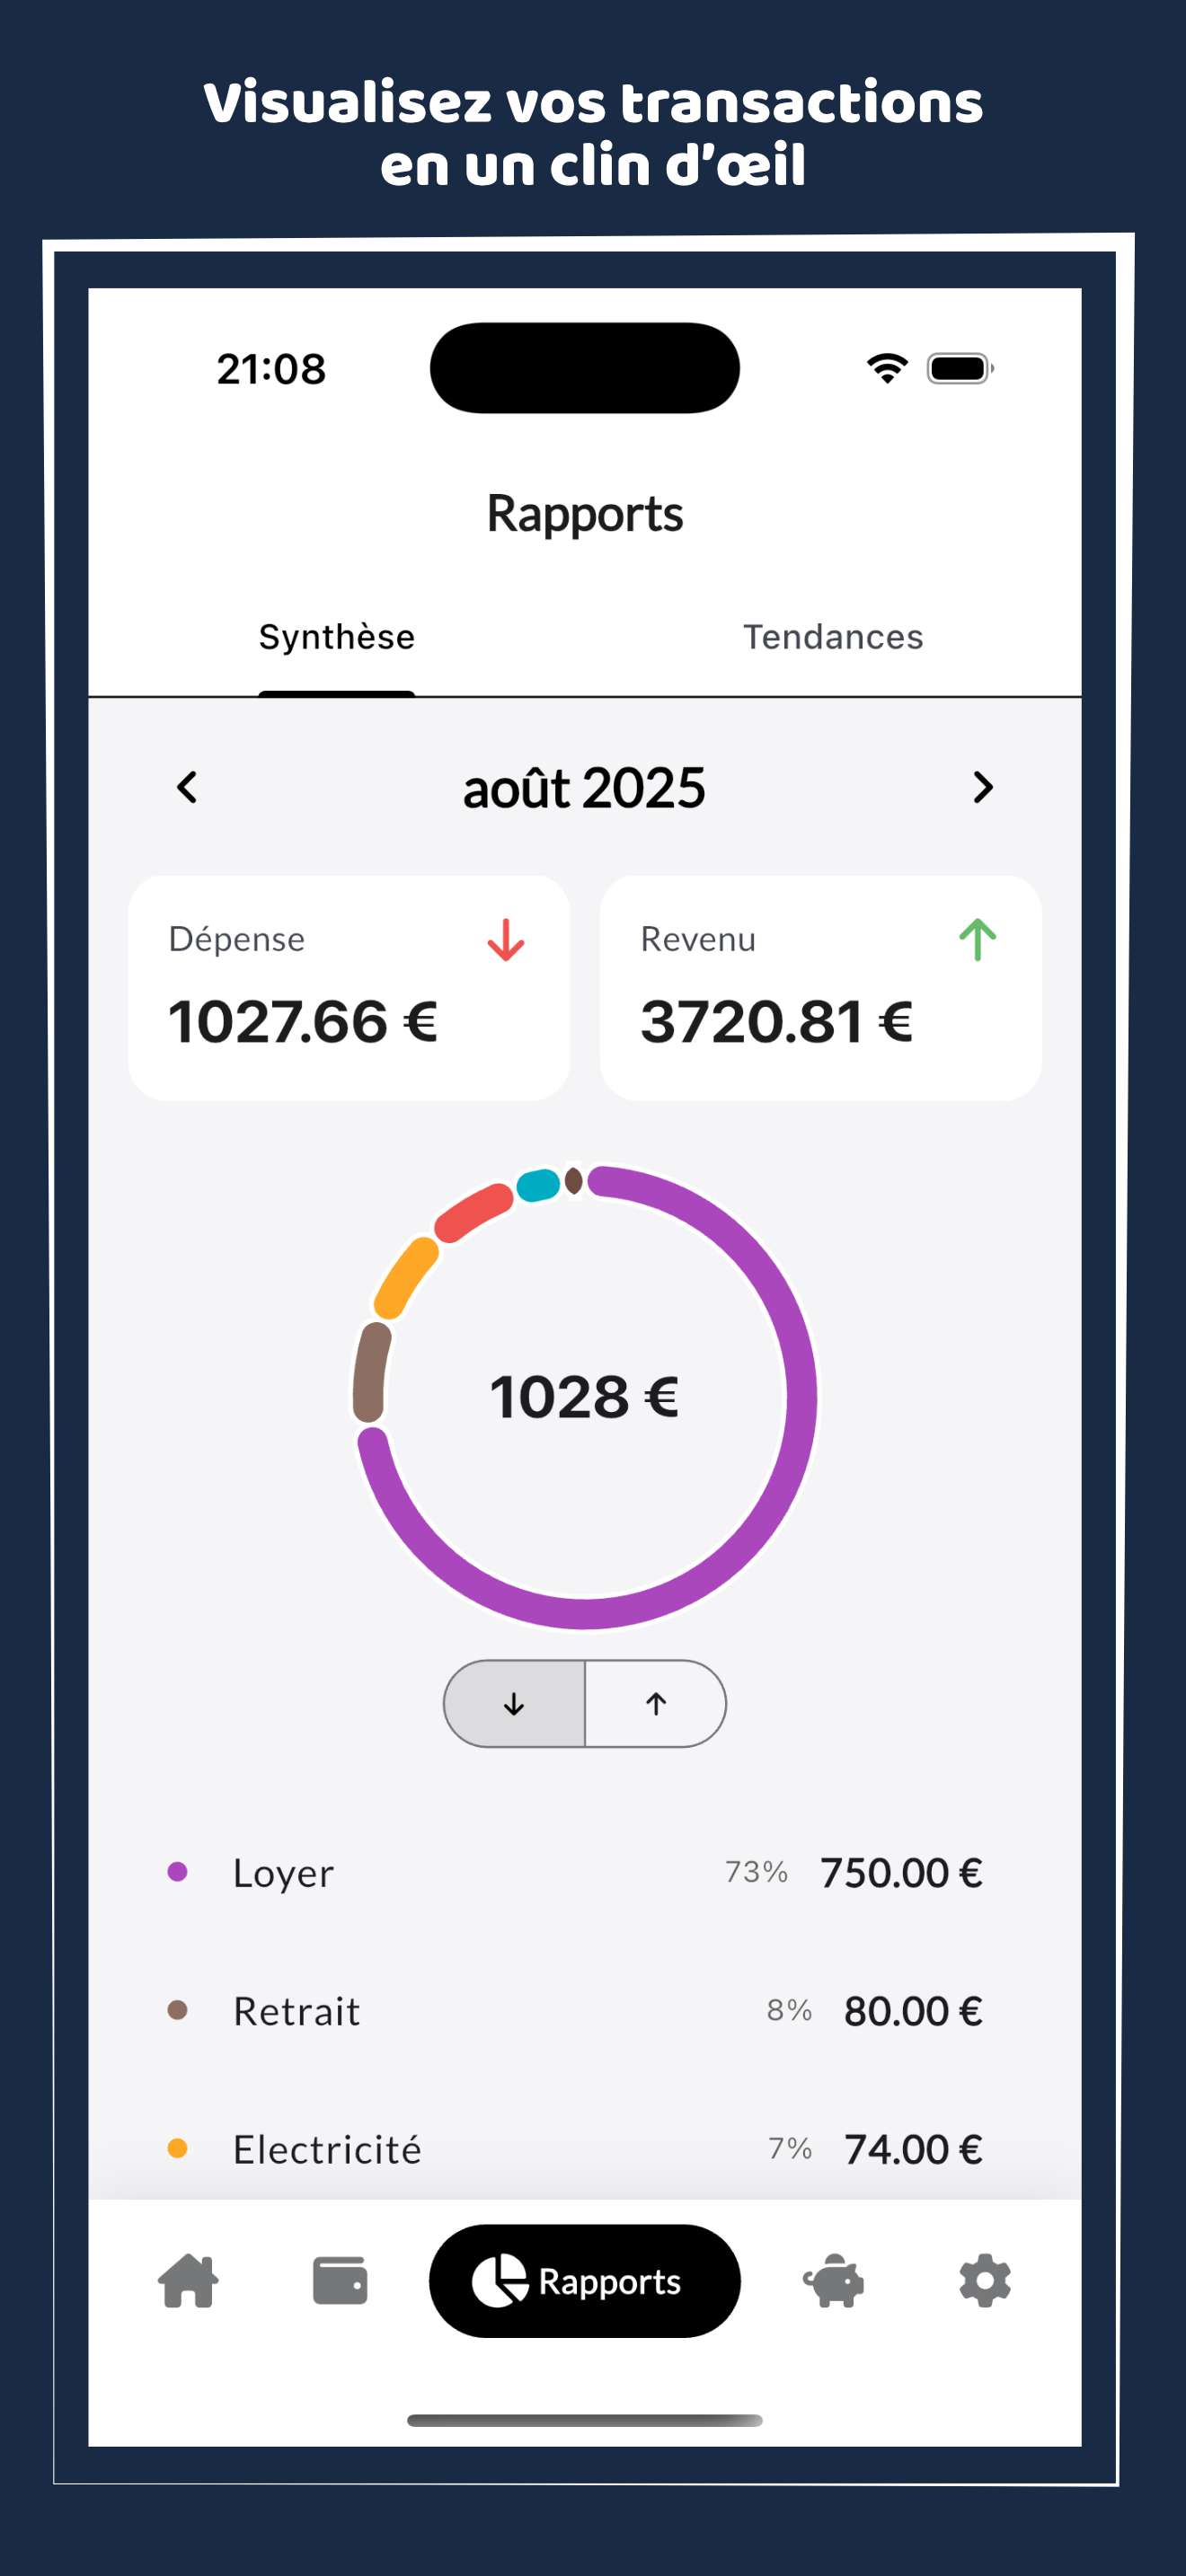 Visualisez vos transactions
en un clin d’œil
21:08
Rapports
Synthèse Tendances
août 2025
Dépense Revenu
1027.66 € 3720.81 €
1028 €
Loyer 73% 750.00 €
Retrait 8% 80.00 €
Electricité 7% 74.00 €
Rapports